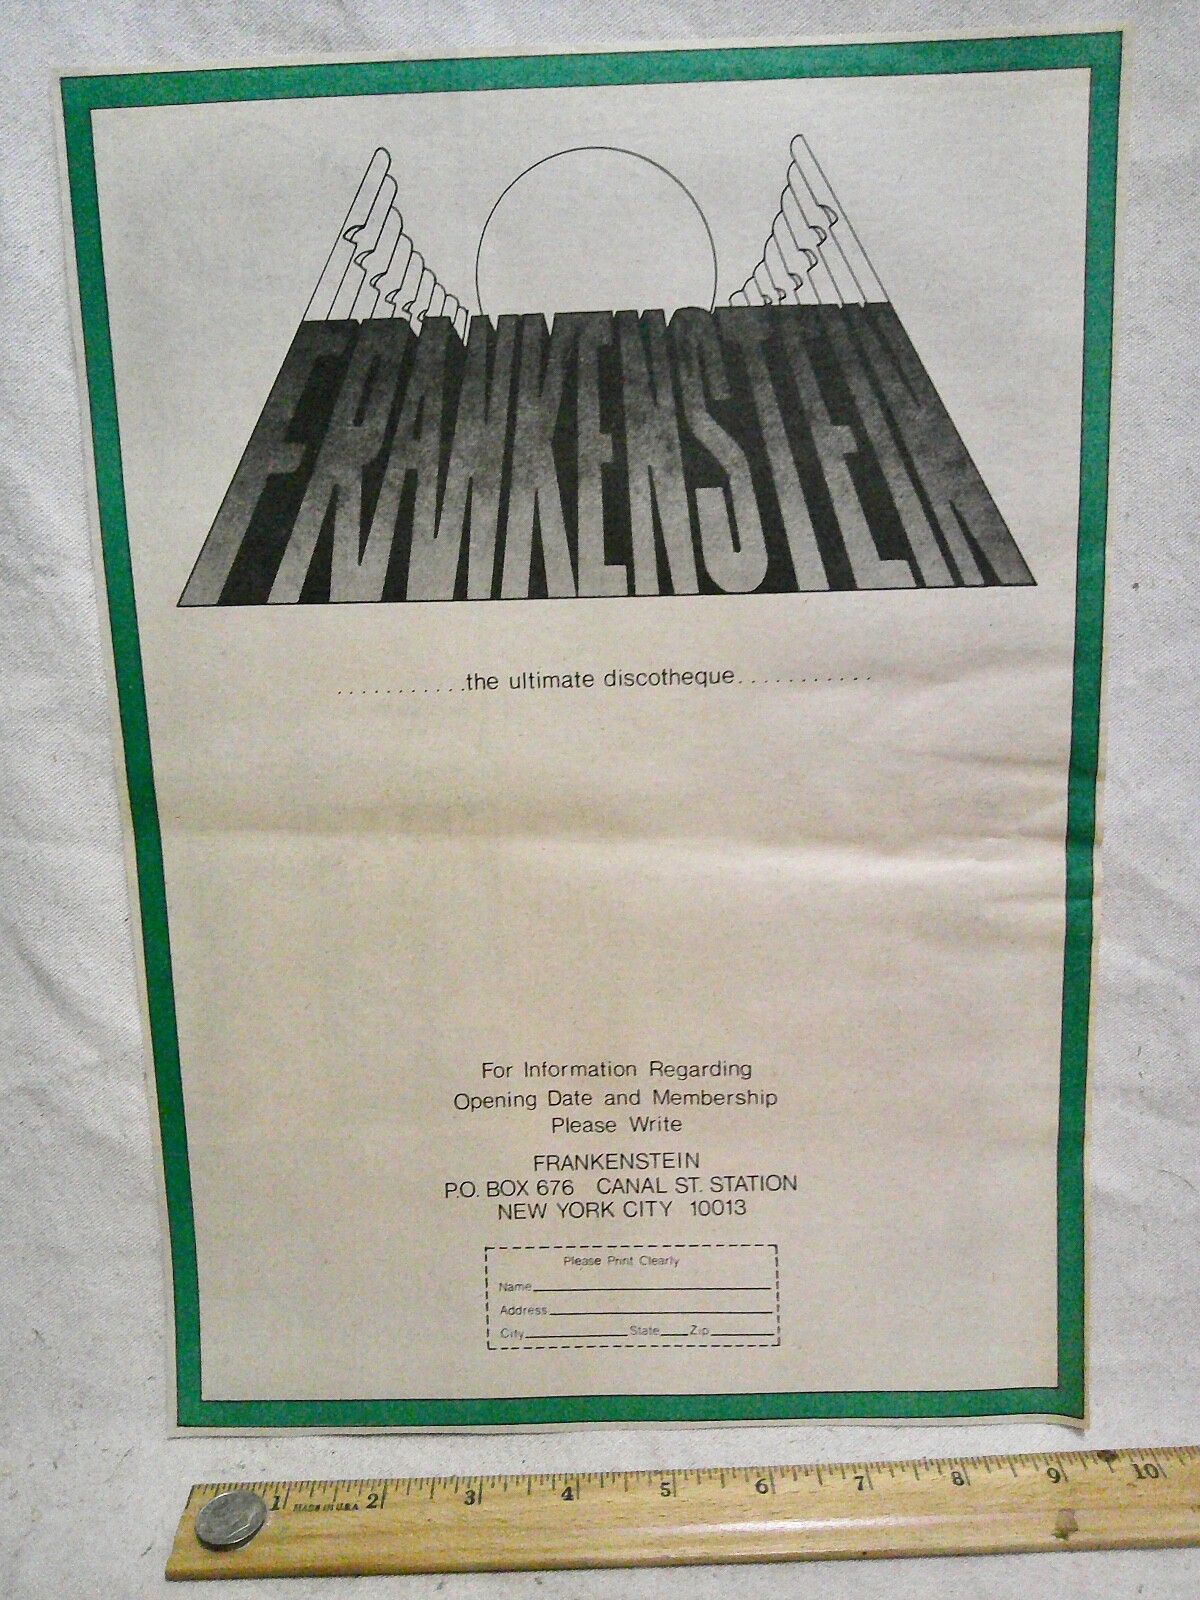 FRANKENSTEIN
...........the ultimate discotheque...........
For Information Regarding
Opening Date and Membership
Please Write
FRANKENSTEIN
P.O. BOX 676 CANAL ST. STATION
NEW YORK CITY 10013
Please Print Clearly
Name
Address
City State Zip
1 2 3 4 5 6 7 8 9 10
MADE IN U.S.A